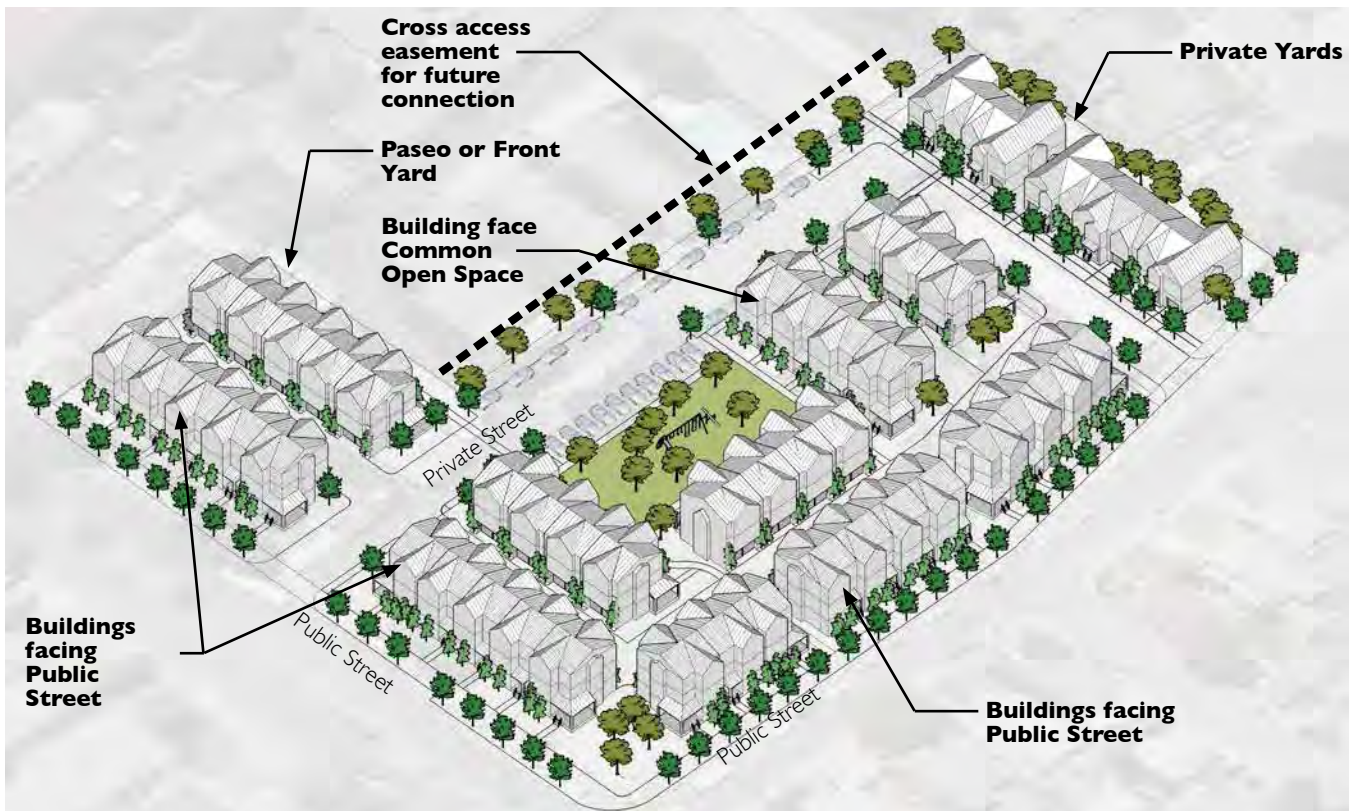 Cross access
easement
for future
connection
Private Yards
Paseo or Front
Yard
Building face
Common
Open Space
Private Street
Buildings
facing
Public
Street
Public Street
Public Street
Buildings facing
Public Street